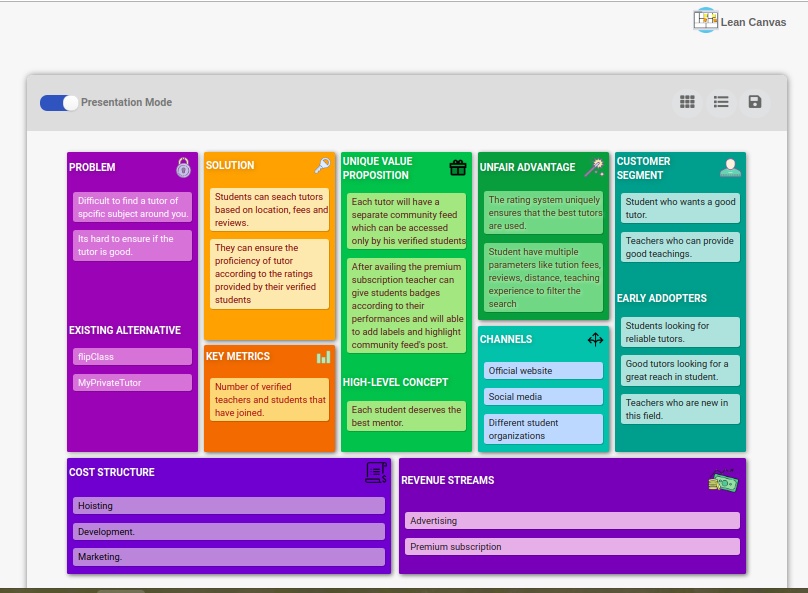 Lean Canvas
Presentation Mode
PROBLEM
Difficult to find a tutor of
spcific subject around you.
Its hard to ensure if the
tutor is good.
EXISTING ALTERNATIVE
flipClass
MyPrivateTutor
SOLUTION
Students can seach tutors
based on location, fees and
reviews.
They can ensure the
proficiency of tutor
according to the ratings
provided by their verified
students
KEY METRICS
Number of verified
teachers and students that
have joined.
UNIQUE VALUE
PROPOSITION
Each tutor will have a
separate community feed
which can be accessed
only by his verified students
After availing the premium
subscription teacher can
give students badges
according to their
performances and will able
to add labels and highlight
community feed's post.
HIGH-LEVEL CONCEPT
Each student deserves the
best mentor.
UNFAIR ADVANTAGE
The rating system uniquely
ensures that the best tutors
are used.
Student have multiple
parameters like tution fees,
reviews, distance, teaching
experience to filter the
search
CHANNELS
Official website
Social media
Different student
organizations
CUSTOMER
SEGMENT
Student who wants a good
tutor.
Teachers who can provide
good teachings.
EARLY ADDOPTERS
Students looking for
reliable tutors.
Good tutors looking for a
great reach in student.
Teachers who are new in
this field.
COST STRUCTURE
Hoisting
Development.
Marketing.
REVENUE STREAMS
Advertising
Premium subscription